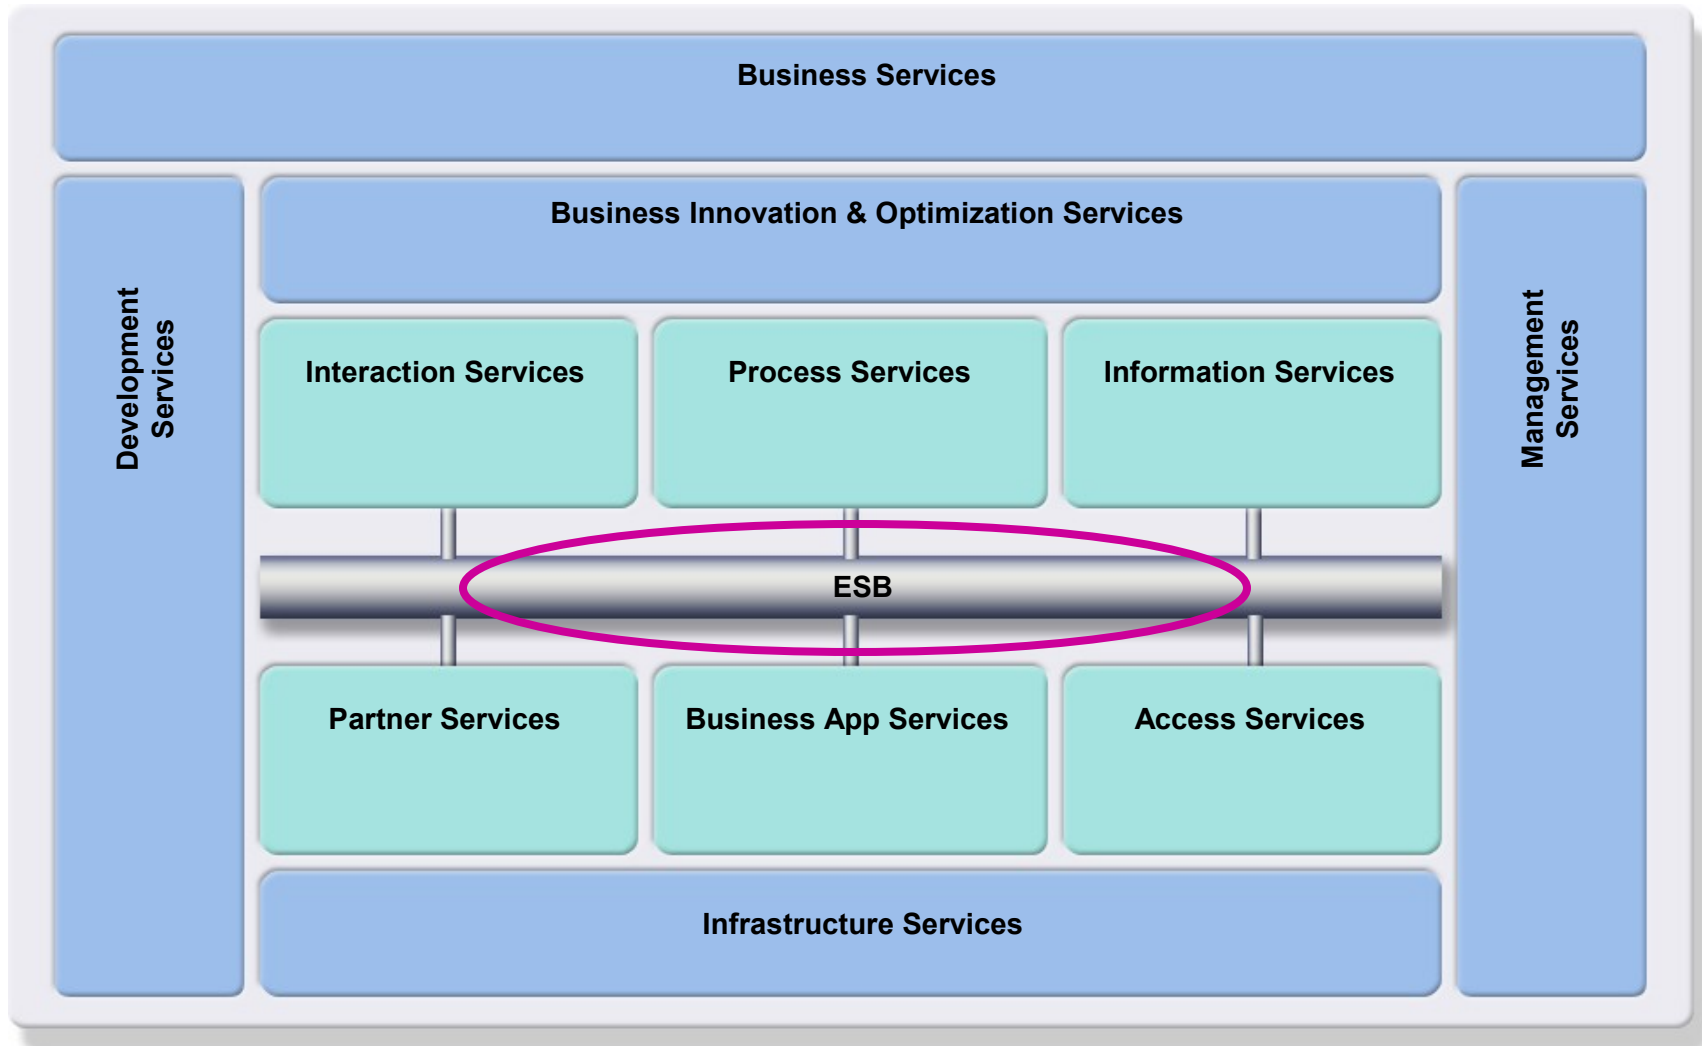 Business Services
Business Innovation & Optimization Services
Development
Services
Management
Services
Interaction Services
Process Services
Information Services
ESB
Partner Services
Business App Services
Access Services
Infrastructure Services